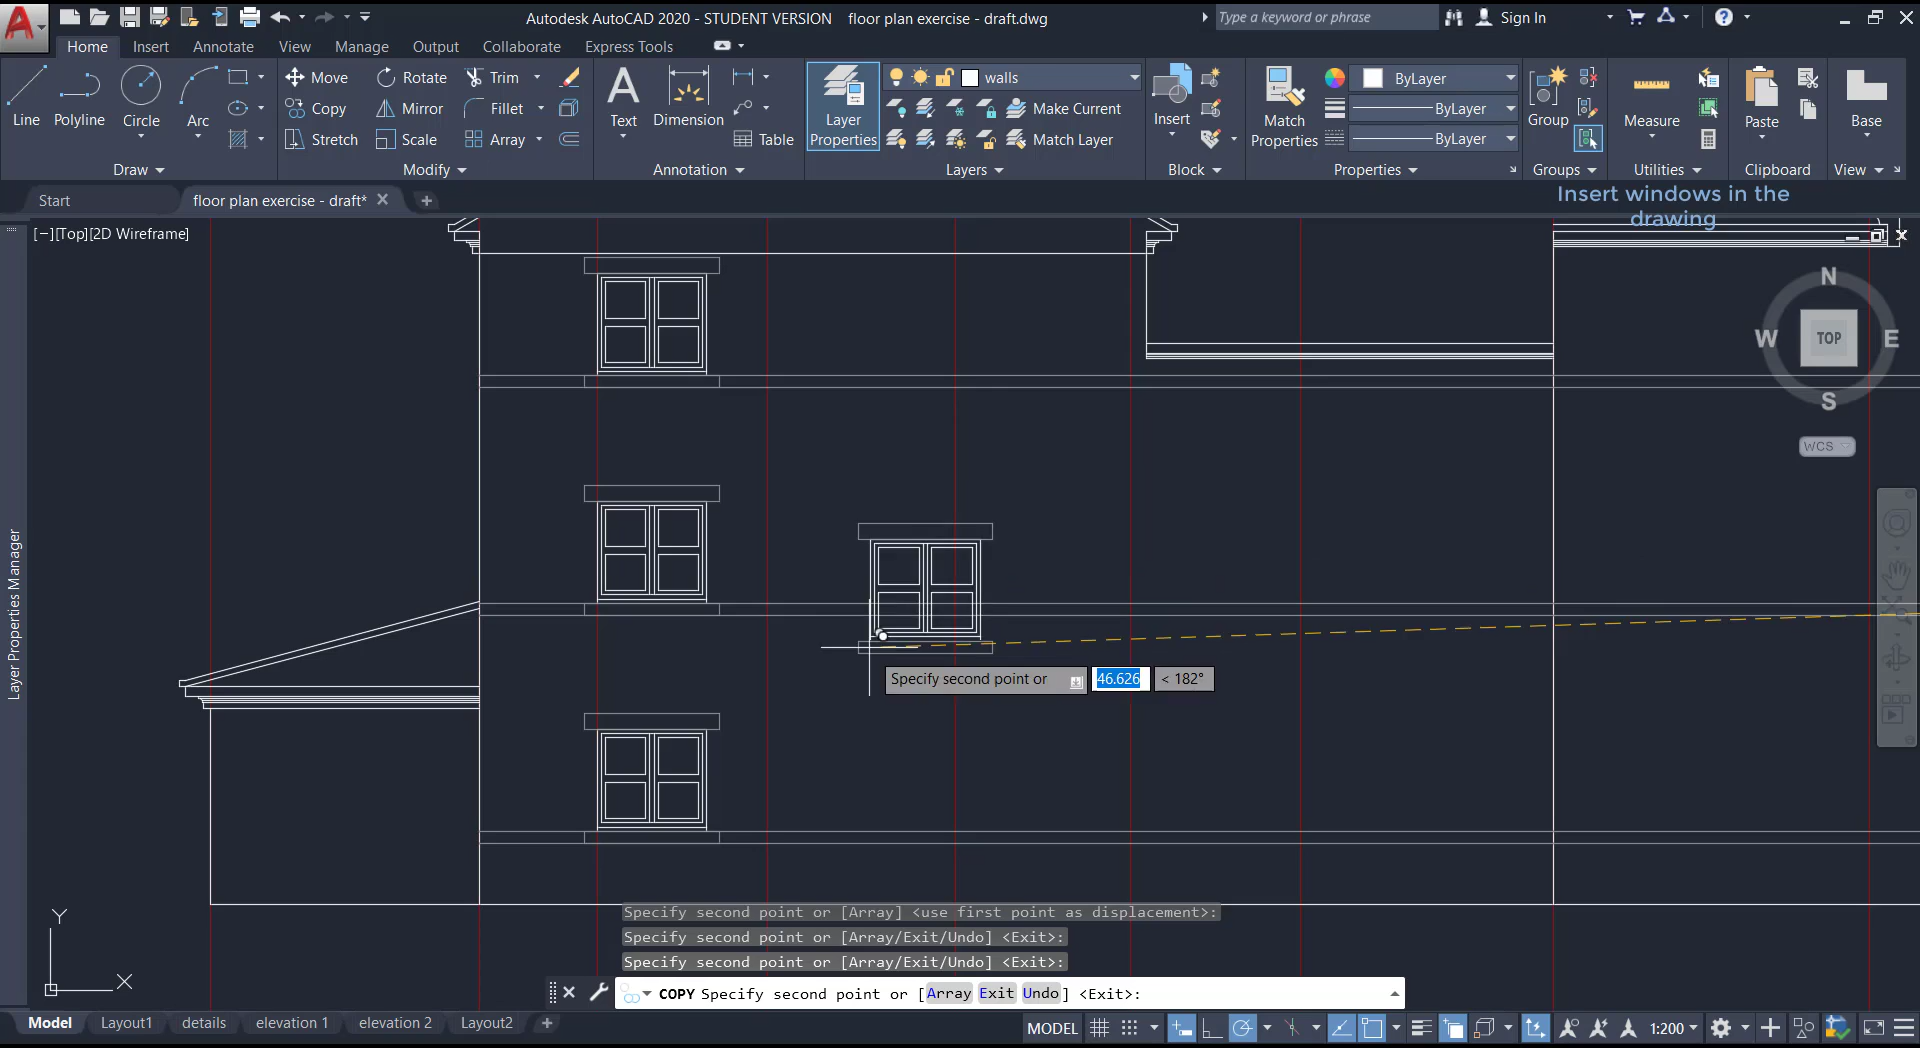 Autodesk AutoCAD 2020 - STUDENT VERSION floor plan exercise - draft.dwg
Type a keyword or phrase
Sign In
Home Insert Annotate View Manage Output Collaborate Express Tools
Line
Polyline
Circle
Arc
Draw
Move
Copy
Stretch
Rotate
Mirror
Scale
Trim
Fillet
Array
Modify
Text
Dimension
Table
Annotation
Layer
Properties
walls
Make Current
Match Layer
Layers
Insert
Block
Match
Properties
ByLayer
ByLayer
ByLayer
Properties
Group
Groups
Measure
Utilities
Paste
Clipboard
Base
View
Start
floor plan exercise - draft*
Insert windows in the
drawing
[−][Top][2D Wireframe]
N
W TOP E
S
WCS
Layer Properties Manager
Specify second point or 46.626 < 182°
Y
X
Specify second point or [Array] <use first point as displacement>:
Specify second point or [Array/Exit/Undo] <Exit>:
Specify second point or [Array/Exit/Undo] <Exit>:
COPY Specify second point or [Array Exit Undo] <Exit>:
Model Layout1 details elevation 1 elevation 2 Layout2
MODEL
1:200